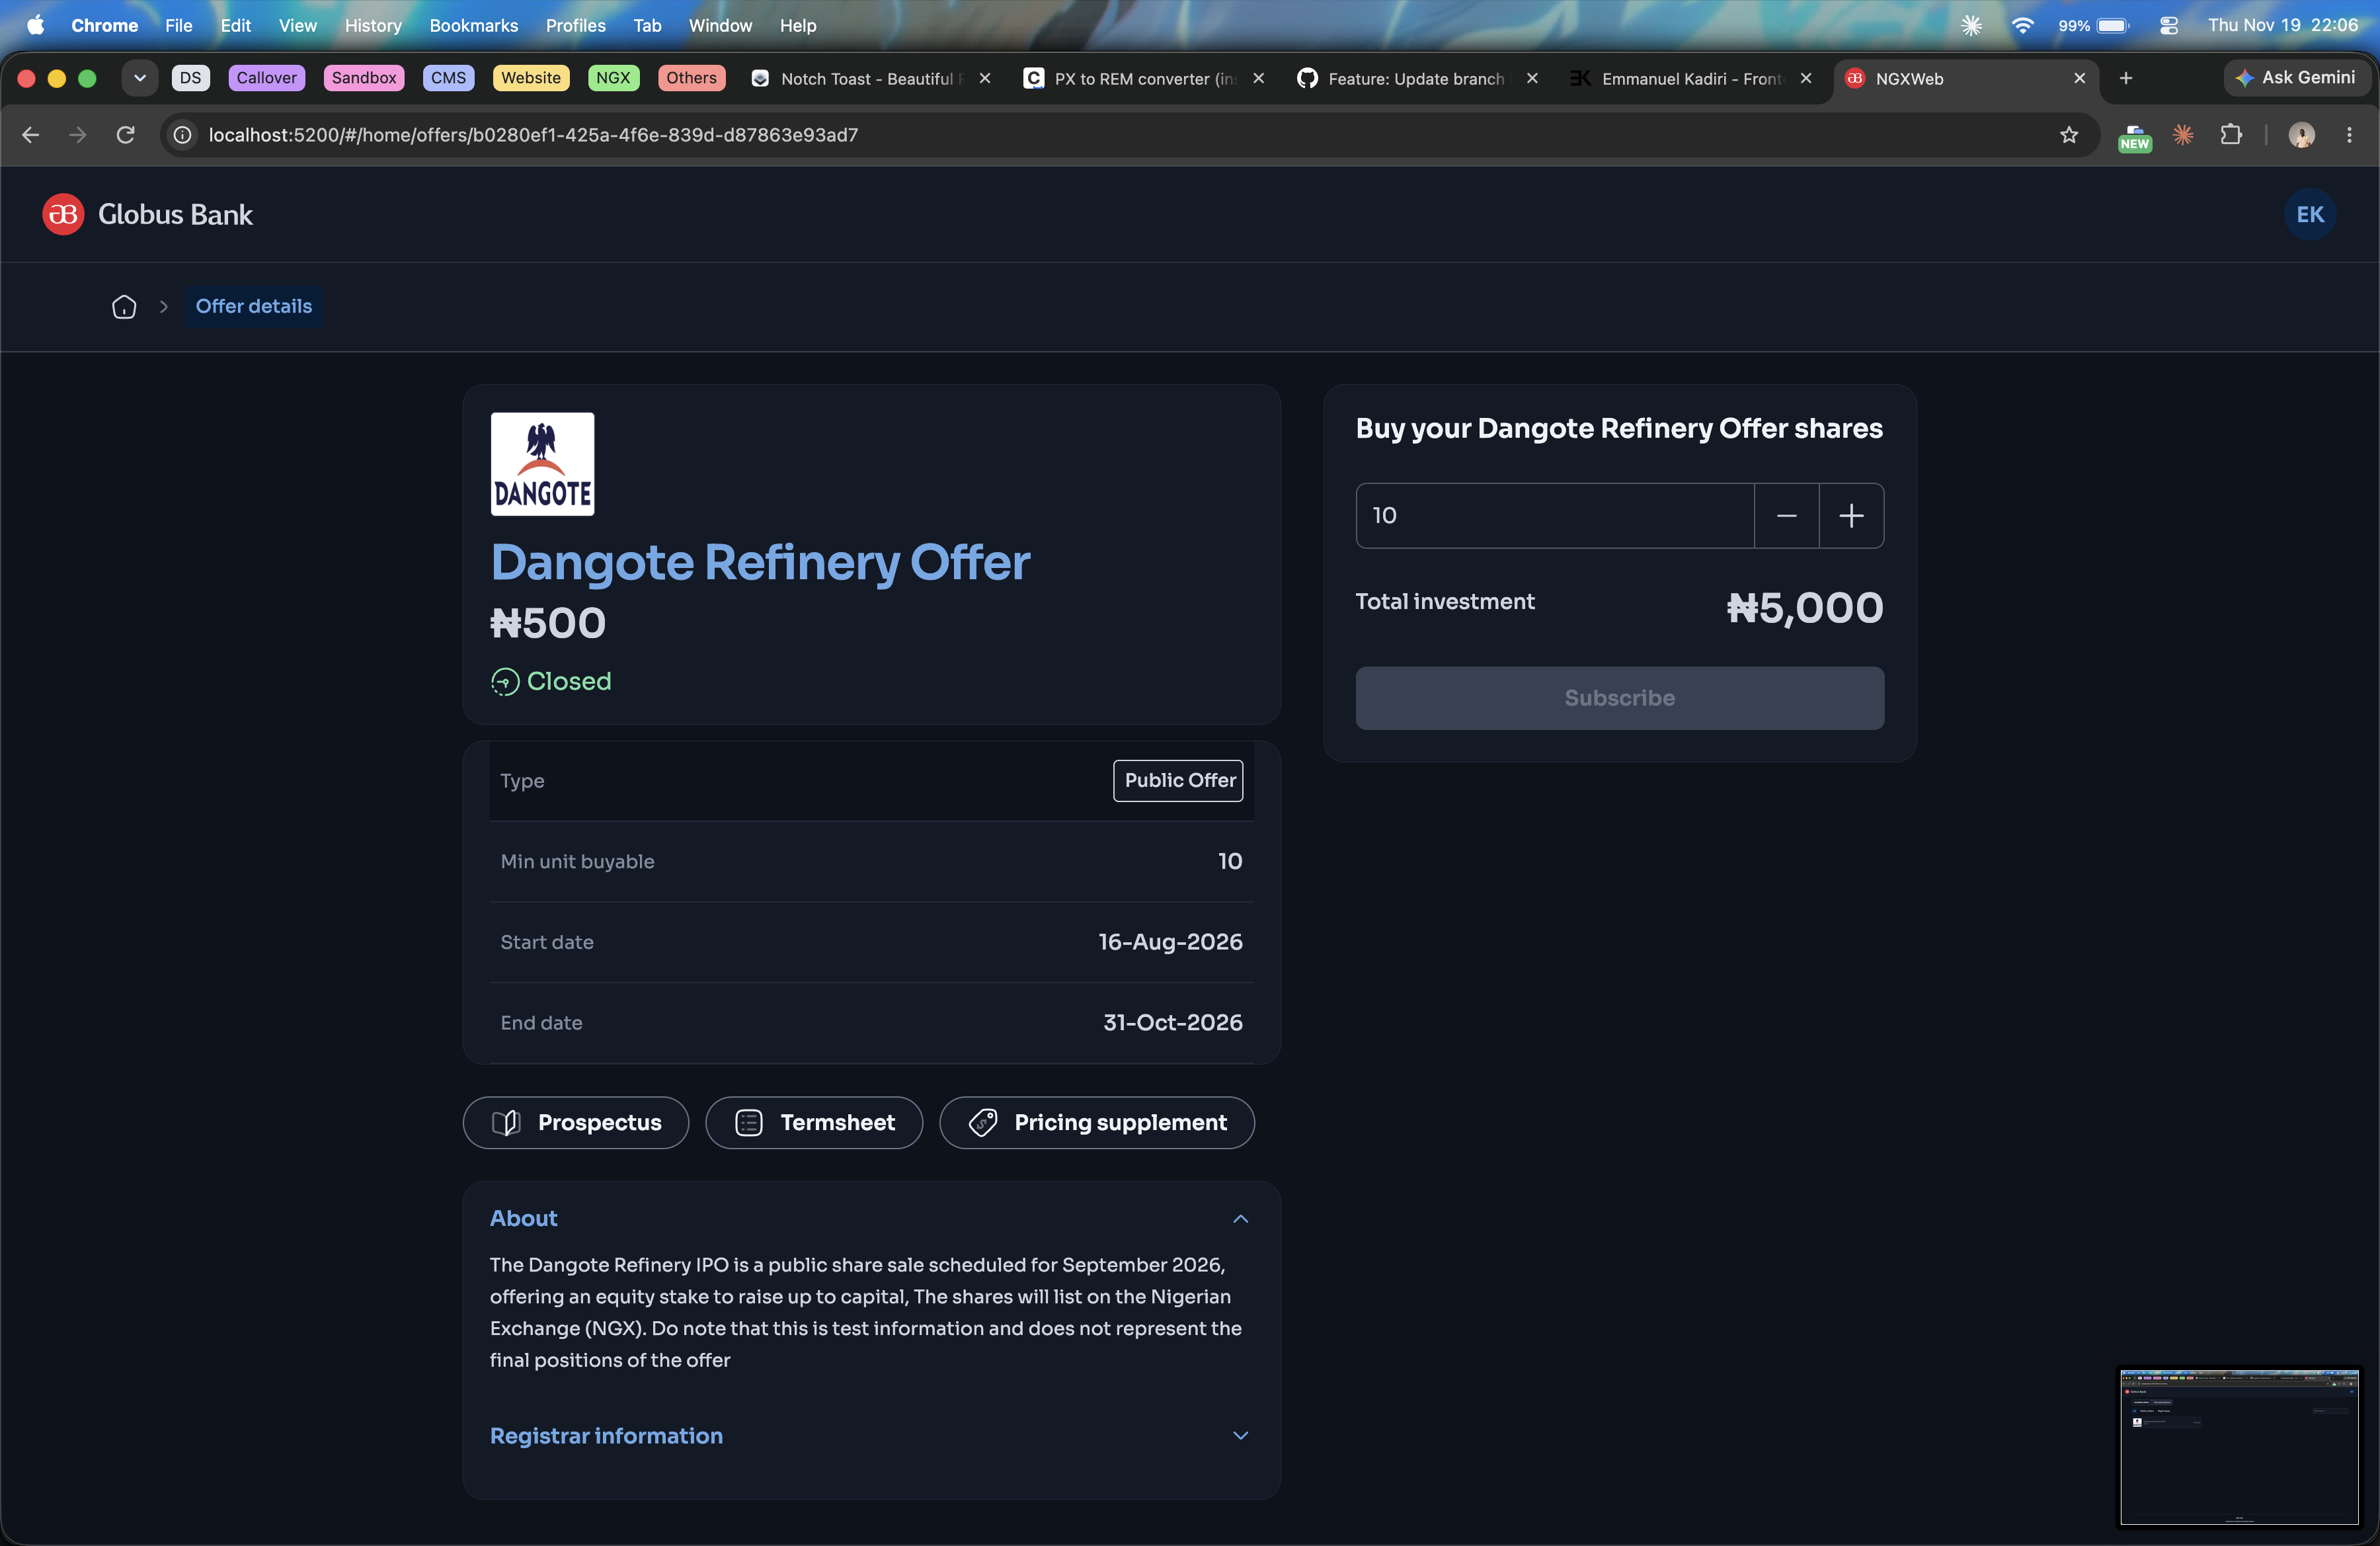 Chrome File Edit View History Bookmarks Profiles Tab Window Help 99% Thu Nov 19 22:06
DS Callover Sandbox CMS Website NGX Others Notch Toast - Beautiful PX to REM converter (in Feature: Update branch Emmanuel Kadiri - Front NGXWeb Ask Gemini
localhost:5200/#/home/offers/b0280ef1-425a-4f6e-839d-d87863e93ad7 NEW
Globus Bank EK
Offer details
DANGOTE
Dangote Refinery Offer
₦500
Closed
Type Public Offer
Min unit buyable 10
Start date 16-Aug-2026
End date 31-Oct-2026
Prospectus Termsheet Pricing supplement
About
The Dangote Refinery IPO is a public share sale scheduled for September 2026,
offering an equity stake to raise up to capital, The shares will list on the Nigerian
Exchange (NGX). Do note that this is test information and does not represent the
final positions of the offer
Registrar information
Buy your Dangote Refinery Offer shares
10
Total investment ₦5,000
Subscribe